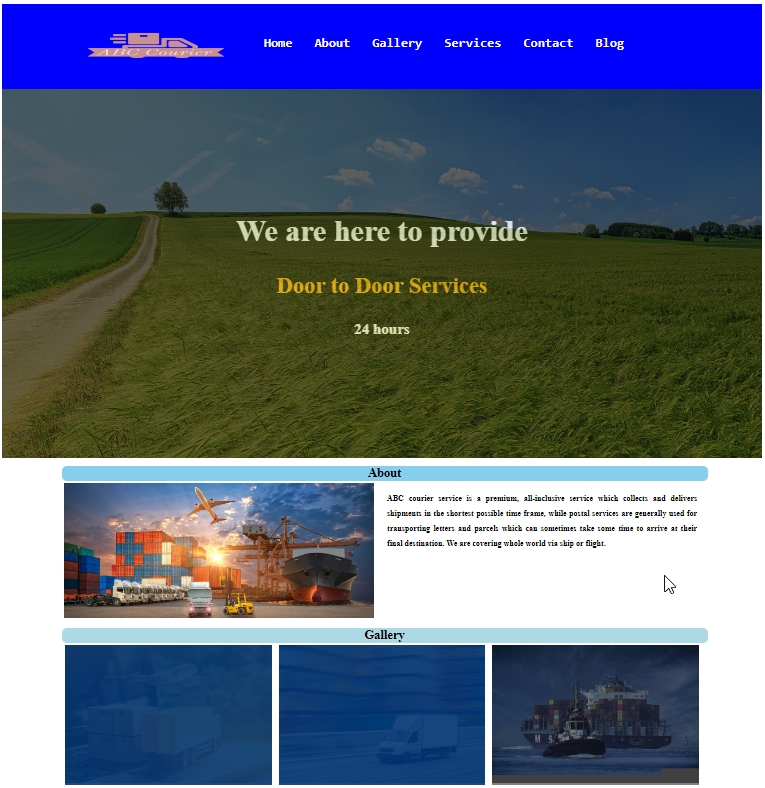 ABC Courier
Home About Gallery Services Contact Blog
We are here to provide
Door to Door Services
24 hours
About
ABC courier service is a premium, all-inclusive service which collects and delivers
shipments in the shortest possible time frame, while postal services are generally used for
transporting letters and parcels which can sometimes take some time to arrive at their
final destination. We are covering whole world via ship or flight.
Gallery
M S